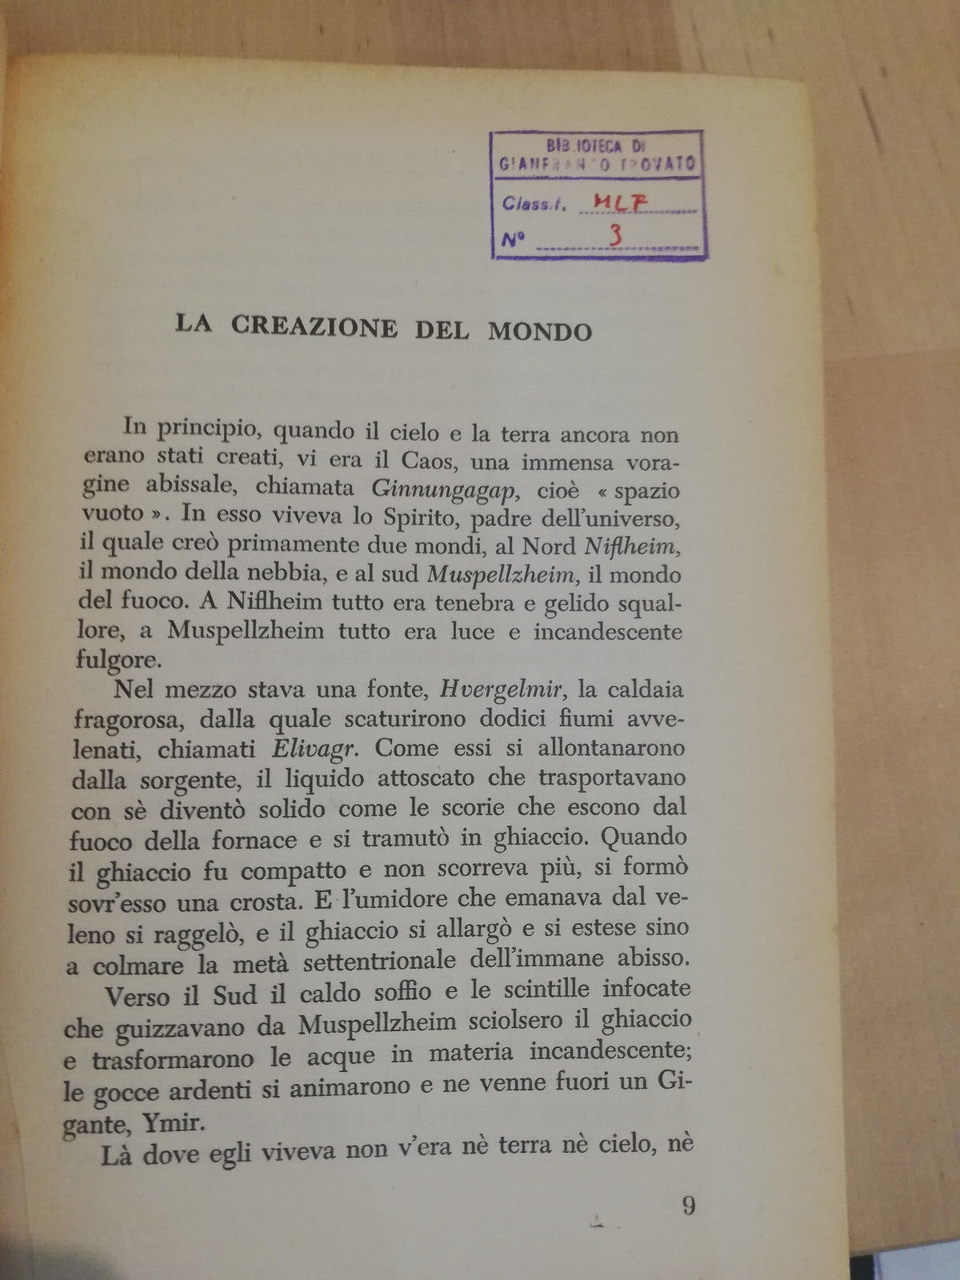 BIBLIOTECA DI
GIANFRANCO TROVATO
Class.f. MLF
N° 3
LA CREAZIONE DEL MONDO
In principio, quando il cielo e la terra ancora non
erano stati creati, vi era il Caos, una immensa vora-
gine abissale, chiamata Ginnungagap, cioè « spazio
vuoto ». In esso viveva lo Spirito, padre dell'universo,
il quale creò primamente due mondi, al Nord Niflheim,
il mondo della nebbia, e al sud Muspellzheim, il mondo
del fuoco. A Niflheim tutto era tenebra e gelido squal-
lore, a Muspellzheim tutto era luce e incandescente
fulgore.
Nel mezzo stava una fonte, Hvergelmir, la caldaia
fragorosa, dalla quale scaturirono dodici fiumi avve-
lenati, chiamati Elivagr. Come essi si allontanarono
dalla sorgente, il liquido attoscato che trasportavano
con sè diventò solido come le scorie che escono dal
fuoco della fornace e si tramutò in ghiaccio. Quando
il ghiaccio fu compatto e non scorreva più, si formò
sovr'esso una crosta. E l'umidore che emanava dal ve-
leno si raggelò, e il ghiaccio si allargò e si estese sino
a colmare la metà settentrionale dell'immane abisso.
Verso il Sud il caldo soffio e le scintille infocate
che guizzavano da Muspellzheim sciolsero il ghiaccio
e trasformarono le acque in materia incandescente;
le gocce ardenti si animarono e ne venne fuori un Gi-
gante, Ymir.
Là dove egli viveva non v'era nè terra nè cielo, nè
9